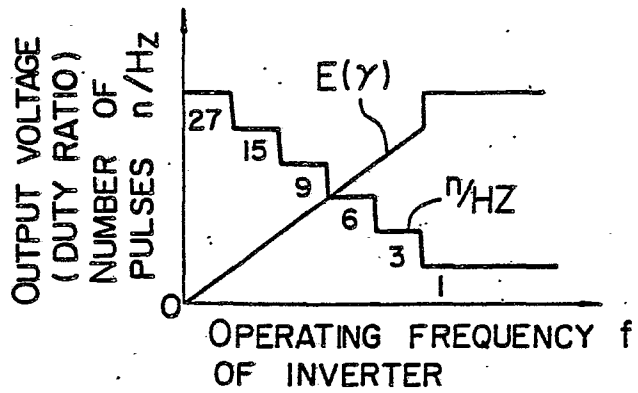 OUTPUT VOLTAGE
(DUTY RATIO)
NUMBER OF
PULSES n/Hz
E(γ)
27
15
9
6
3
1
n/HZ
O
OPERATING FREQUENCY f
OF INVERTER